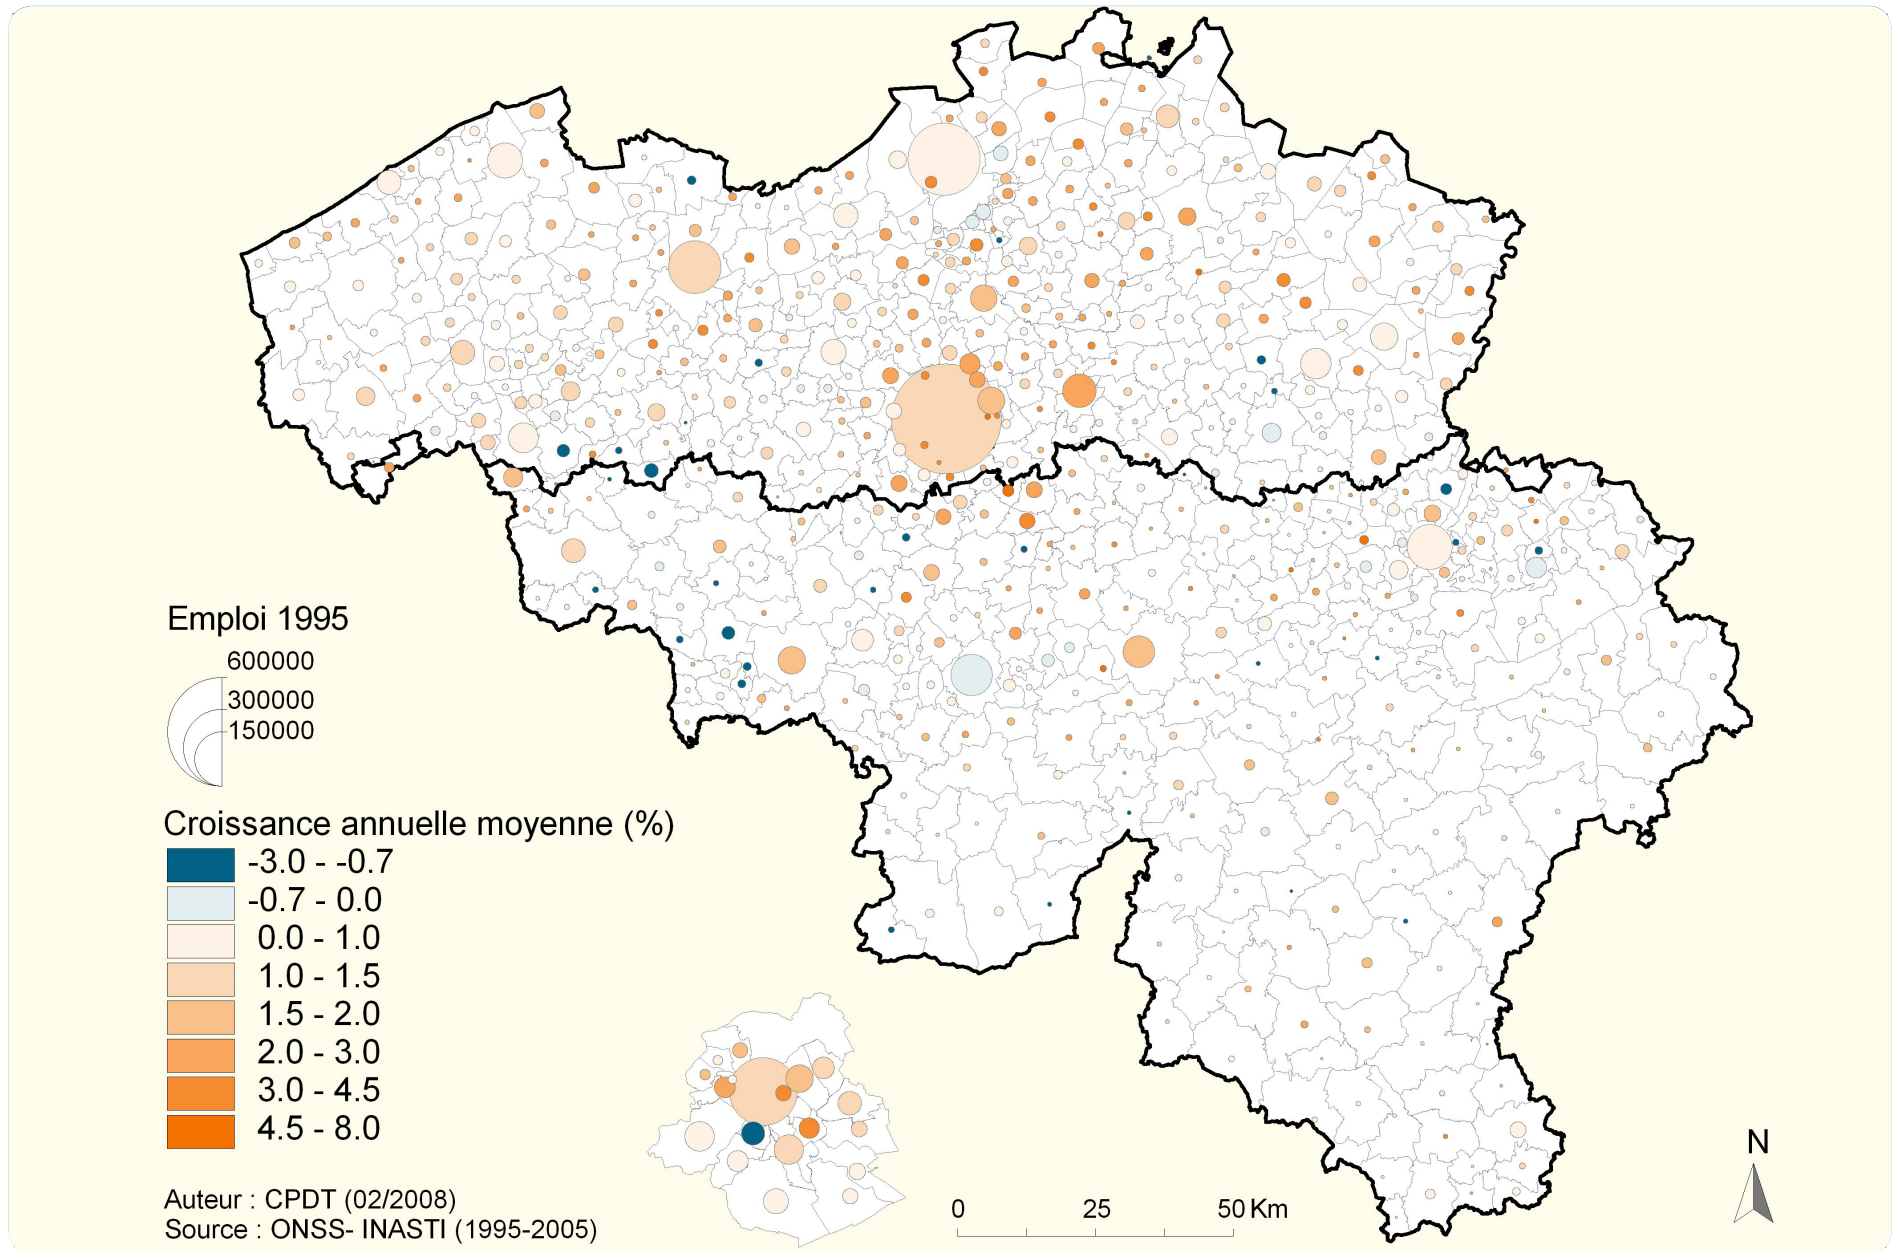 Emploi 1995
600000
300000
150000
Croissance annuelle moyenne (%)
-3.0 - -0.7
-0.7 - 0.0
0.0 - 1.0
1.0 - 1.5
1.5 - 2.0
2.0 - 3.0
3.0 - 4.5
4.5 - 8.0
Auteur : CPDT (02/2008)
Source : ONSS- INASTI (1995-2005)
0 25 50 Km
N